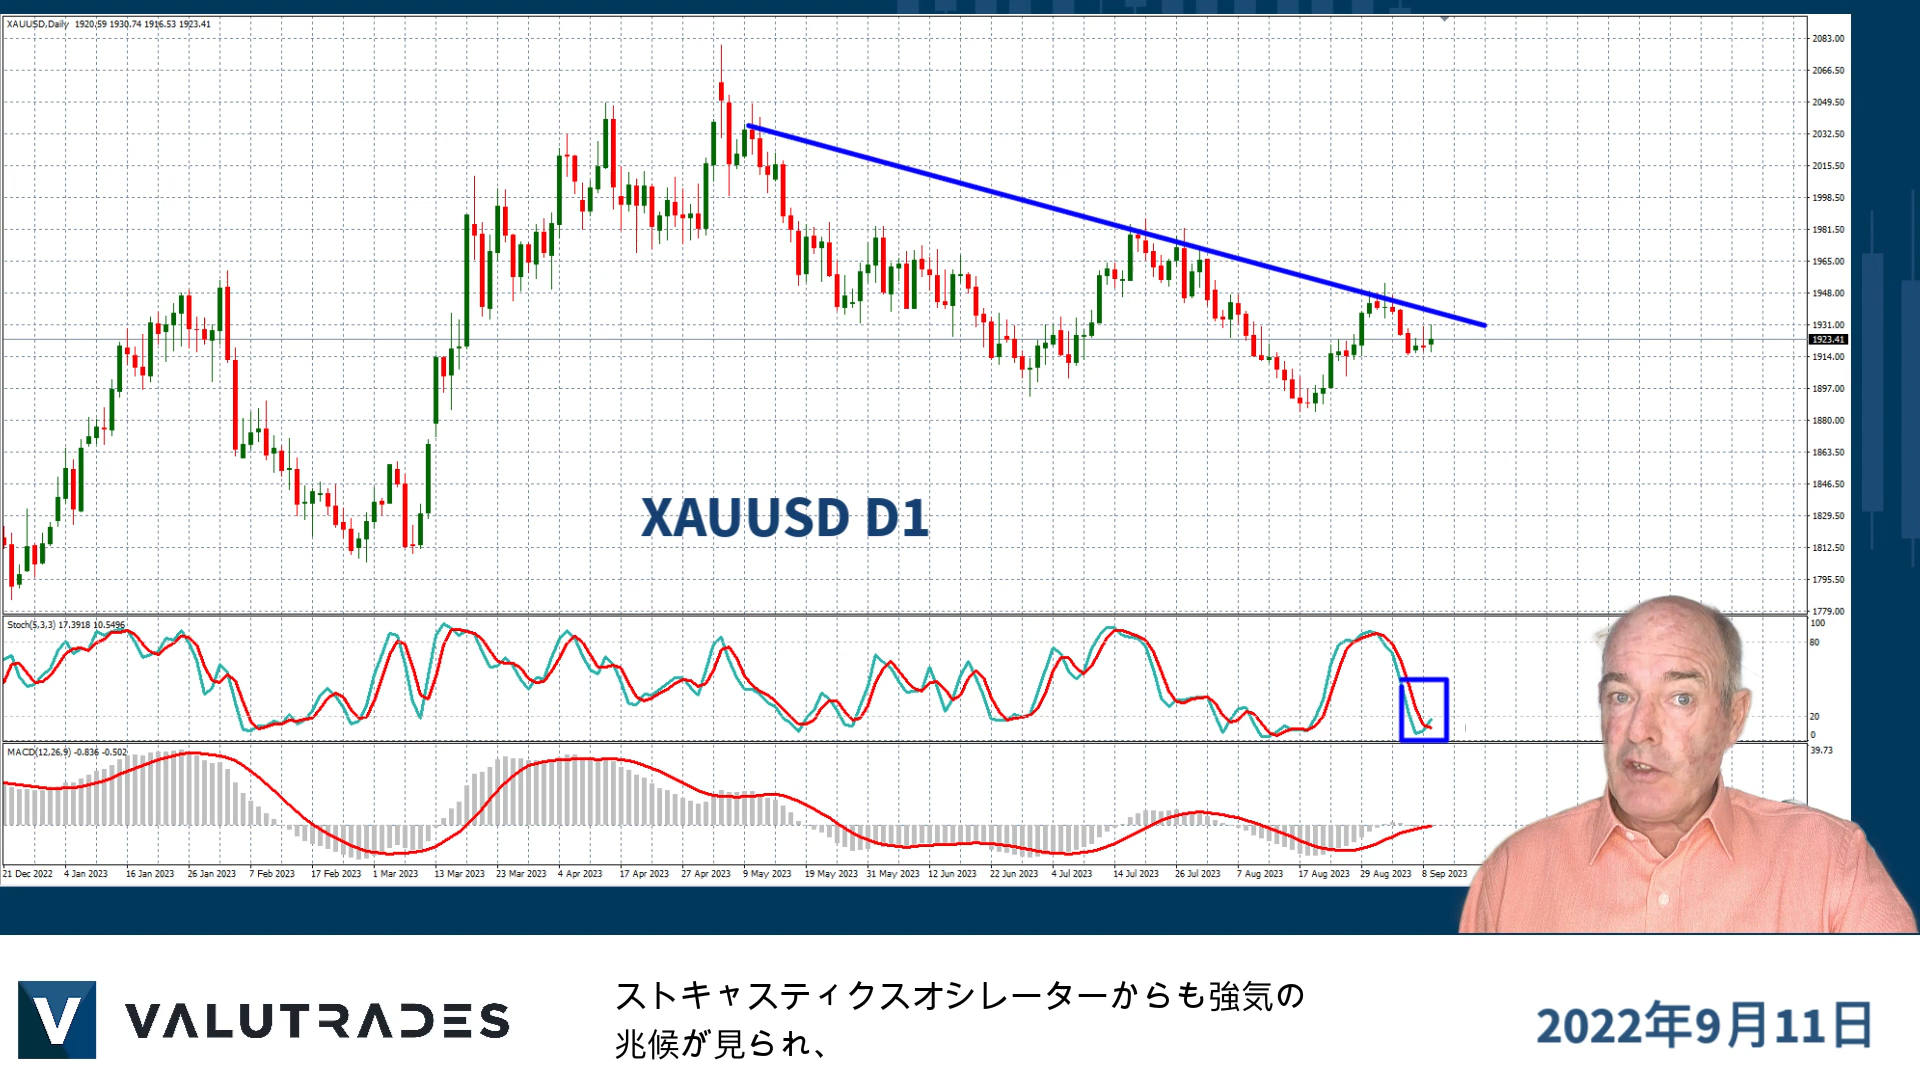 XAUUSD,Daily 1920.59 1930.74 1916.53 1923.41
2083.00
2066.50
2049.50
2032.50
2015.50
1998.50
1981.50
1965.00
1948.00
1931.00
1923.41
1914.00
1897.00
1880.00
1863.50
1846.50
1829.50
1812.50
1795.50
1779.00
XAUUSD D1
Stoch(5,3,3) 17.3918 10.5496
100
80
20
0
MACD(12,26,9) -0.836 -0.502
39.73
21 Dec 2022 4 Jan 2023 16 Jan 2023 26 Jan 2023 7 Feb 2023 17 Feb 2023 1 Mar 2023 13 Mar 2023 23 Mar 2023 4 Apr 2023 17 Apr 2023 27 Apr 2023 9 May 2023 19 May 2023 31 May 2023 12 Jun 2023 22 Jun 2023 4 Jul 2023 14 Jul 2023 26 Jul 2023 7 Aug 2023 17 Aug 2023 29 Aug 2023 8 Sep 2023
VALUTRADES
ストキャスティクスオシレーターからも強気の
兆候が見られ、
2022年9月11日